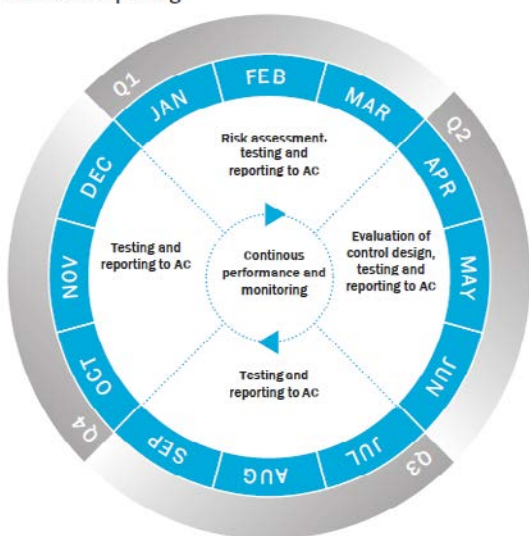 Q1
JAN
FEB
MAR
Q2
APR
MAY
JUN
Q3
JUL
AUG
SEP
Q4
OCT
NOV
DEC
Risk assessment,
testing and
reporting to AC
Evaluation of
control design,
testing and
reporting to AC
Testing and
reporting to AC
Testing and
reporting to AC
Continous
performance and
monitoring